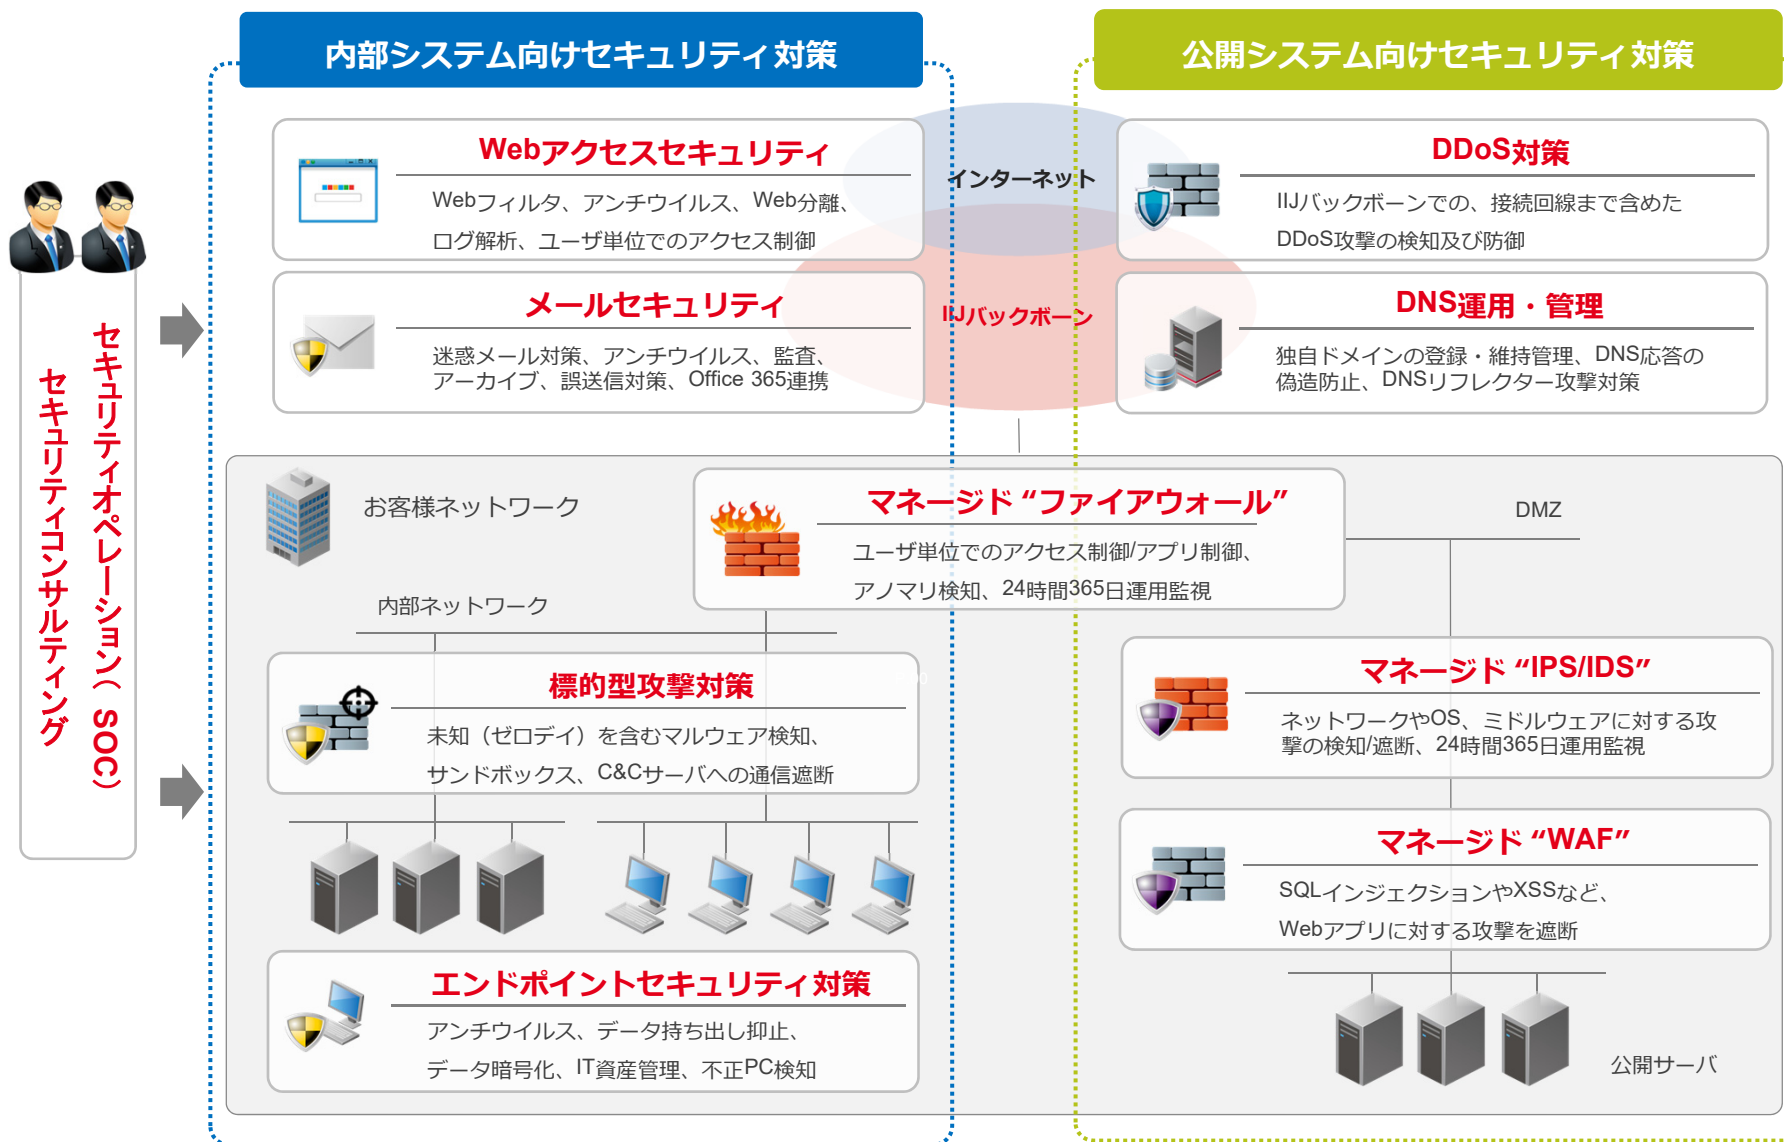 内部システム向けセキュリティ対策
公開システム向けセキュリティ対策
Webアクセスセキュリティ
Webフィルタ、アンチウイルス、Web分離、
ログ解析、ユーザ単位でのアクセス制御
インターネット
DDoS対策
IIJバックボーンでの、接続回線まで含めた
DDoS攻撃の検知及び防御
メールセキュリティ
迷惑メール対策、アンチウイルス、監査、
アーカイブ、誤送信対策、Office 365連携
IIJバックボーン
DNS運用・管理
独自ドメインの登録・維持管理、DNS応答の
偽造防止、DNSリフレクター攻撃対策
セキュリティオペレーション(SOC)
セキュリティコンサルティング
お客様ネットワーク
マネージド “ファイアウォール”
ユーザ単位でのアクセス制御/アプリ制御、
アノマリ検知、24時間365日運用監視
DMZ
内部ネットワーク
標的型攻撃対策
未知（ゼロデイ）を含むマルウェア検知、
サンドボックス、C&Cサーバへの通信遮断
マネージド “IPS/IDS”
ネットワークやOS、ミドルウェアに対する攻
撃の検知/遮断、24時間365日運用監視
マネージド “WAF”
SQLインジェクションやXSSなど、
Webアプリに対する攻撃を遮断
エンドポイントセキュリティ対策
アンチウイルス、データ持ち出し抑止、
データ暗号化、IT資産管理、不正PC検知
公開サーバ